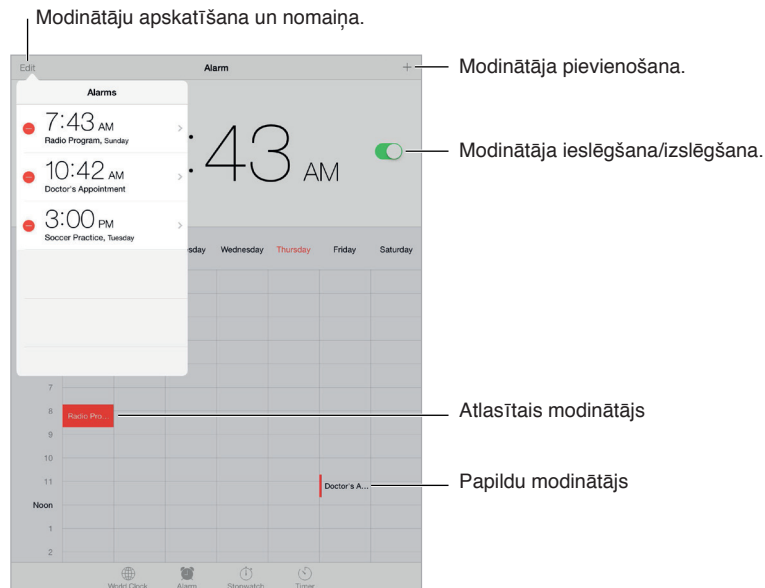 Modinātāju apskatīšana un nomaiņa.
Edit
Alarm
+
Modinātāja pievienošana.
Alarms
7:43 AM
Radio Program, Sunday
:43 AM
Modinātāja ieslēgšana/izslēgšana.
10:42 AM
Doctor's Appointment
3:00 PM
Soccer Practice, Tuesday
sday Wednesday Thursday Friday Saturday
7
8
Radio Pro...
Atlasītais modinātājs
9
10
11
Doctor's A...
Papildu modinātājs
Noon
1
2
World Clock Alarm Stopwatch Timer